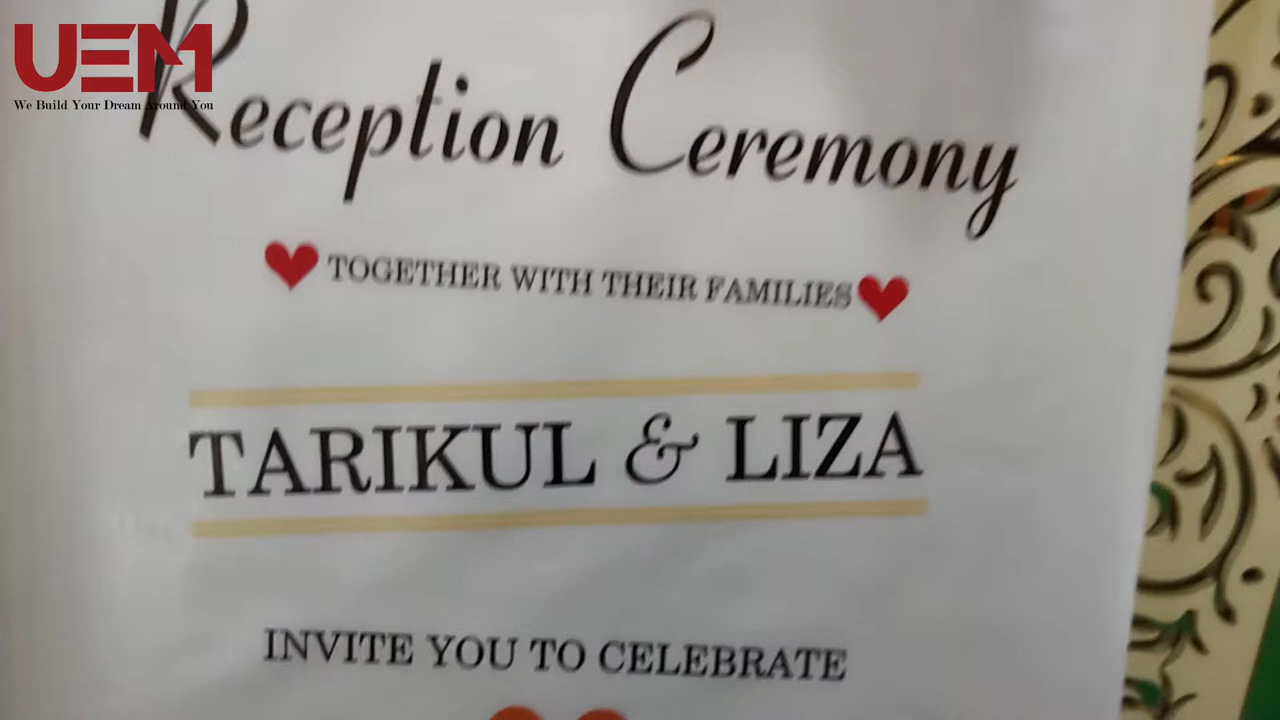 UEM
We Build Your Dream Around You
Reception Ceremony
TOGETHER WITH THEIR FAMILIES
TARIKUL & LIZA
INVITE YOU TO CELEBRATE